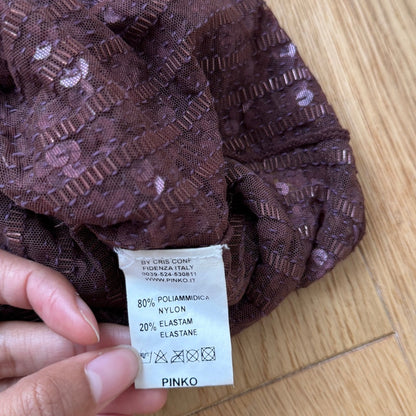 BY CRIS CONF
FIDENZA ITALY
0039-524-530811
WWW.PINKO.IT
80% POLIAMMIDICA
NYLON
20% ELASTAM
ELASTANE
PINKO